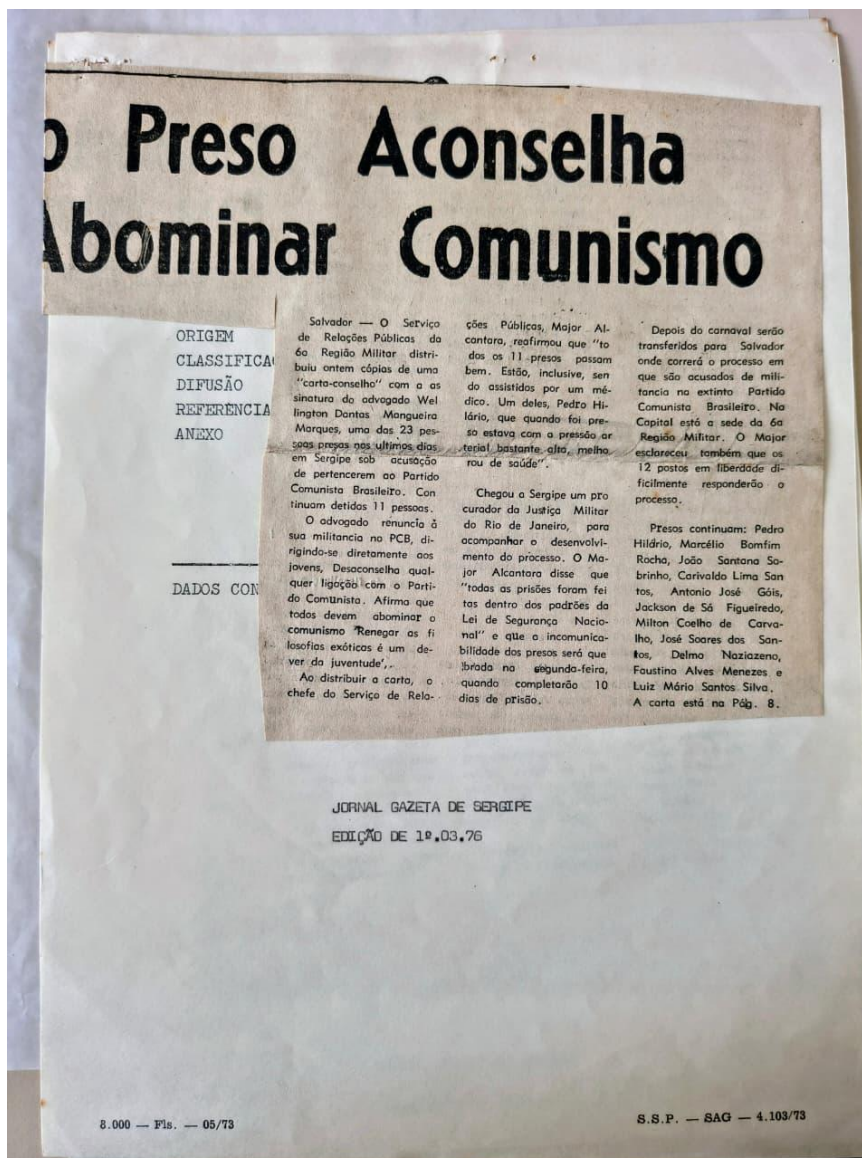 o Preso Aconselha
Abominar Comunismo
ORIGEM
CLASSIFICA
DIFUSÃO
REFERÊNCIA
ANEXO
DADOS CON
Salvador — O Serviço
de Relações Públicas da
6a Região Militar distri-
buiu ontem cópias de uma
"carta-conselho" com a as
sinatura do advogado Wel
lington Dantas Mangueira
Marques, uma das 23 pes-
soas presas nos ultimos dias
em Sergipe sob acusação
de pertencerem ao Partido
Comunista Brasileiro. Con
tinuam detidas 11 pessoas.
O advogado renuncia à
sua militancia no PCB, di-
rigindo-se diretamente aos
jovens, Desaconselha qual-
quer ligação com o Parti-
do Comunista. Afirma que
todos devem abominar o
comunismo "Renegar as fi
losofias exóticas é um de-
ver da juventude',.
Ao distribuir a carta, o
chefe do Serviço de Rela-
ções Públicas, Major Al-
cantara, reafirmou que "to
dos os 11 presos passam
bem. Estão, inclusive, sen
do assistidos por um mé-
dico. Um deles, Pedro Hi-
lário, que quando foi pre-
so estava com a pressão ar
terial bastante alta, melho
rou de saúde".
Chegou a Sergipe um pro
curador da Justiça Militar
do Rio de Janeiro, para
acompanhar o desenvolvi-
mento do processo. O Ma-
jor Alcantara disse que
"todas as prisões foram fei
tas dentro dos padrões da
Lei de Segurança Nacio-
nal" e que a incomunica-
bilidade dos presos será que
brada na segunda-feira,
quando completarão 10
dias de prisão.
Depois do carnaval serão
transferidos para Salvador
onde correrá o processo em
que são acusados de mili-
tancia no extinto Partido
Comunista Brasileiro. Na
Capital está a sede da 6a
Região Militar. O Major
esclareceu também que os
12 postos em liberdade di-
ficilmente responderão o
processo.
Presos continuam: Pedro
Hilário, Marcélio Bomfim
Rocha, João Santana So-
brinho, Carivaldo Lima San
tos, Antonio José Góis,
Jackson de Sá Figueiredo,
Milton Coelho de Carva-
lho, José Soares dos San-
tos, Delmo Naziazeno,
Faustino Alves Menezes e
Luiz Mário Santos Silva.
A carta está na Pág. 8.
JORNAL GAZETA DE SERGIPE
EDIÇÃO DE 1º.03.76
8.000 — Fls. — 05/73
S.S.P. — SAG — 4.103/73